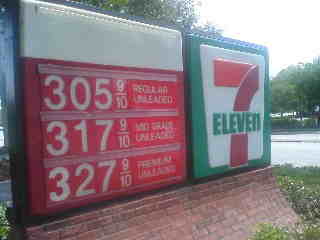 305 9/10 REGULAR UNLEADED
317 9/10 MID GRADE UNLEADED
327 9/10 PREMIUM UNLEADED
7
ELEVEN